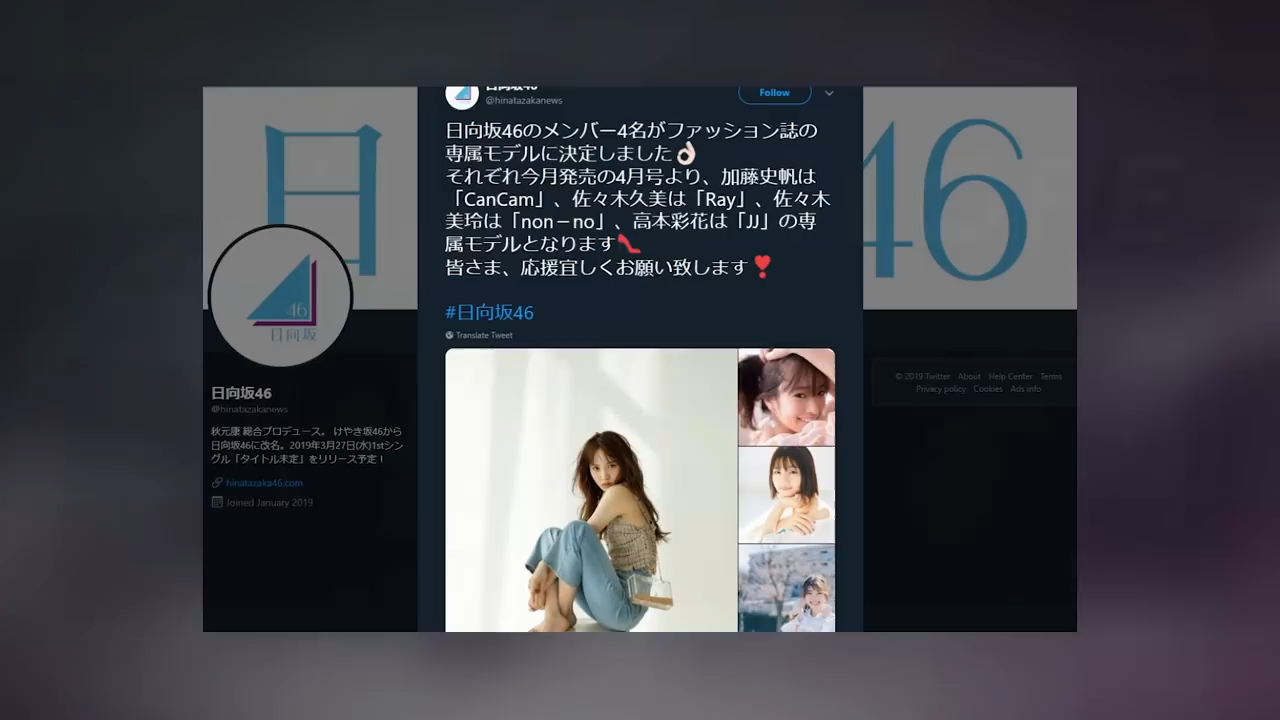 日向坂46
@hinatazakanews
Follow
日向坂46のメンバー4名がファッション誌の
専属モデルに決定しました👌🏻
それぞれ今月発売の4月号より、加藤史帆は
「CanCam」、佐々木久美は「Ray」、佐々木
美玲は「non－no」、高本彩花は「JJ」の専
属モデルとなります👠
皆さま、応援宜しくお願い致します❣️
#日向坂46
Translate Tweet
日
46
46
日向坂
日向坂46
@hinatazakanews
秋元康 総合プロデュース。 けやき坂46から
日向坂46に改名。2019年3月27日(水)1stシン
グル「タイトル未定」をリリース予定！
hinatazaka46.com
Joined January 2019
© 2019 Twitter About Help Center Terms
Privacy policy Cookies Ads info